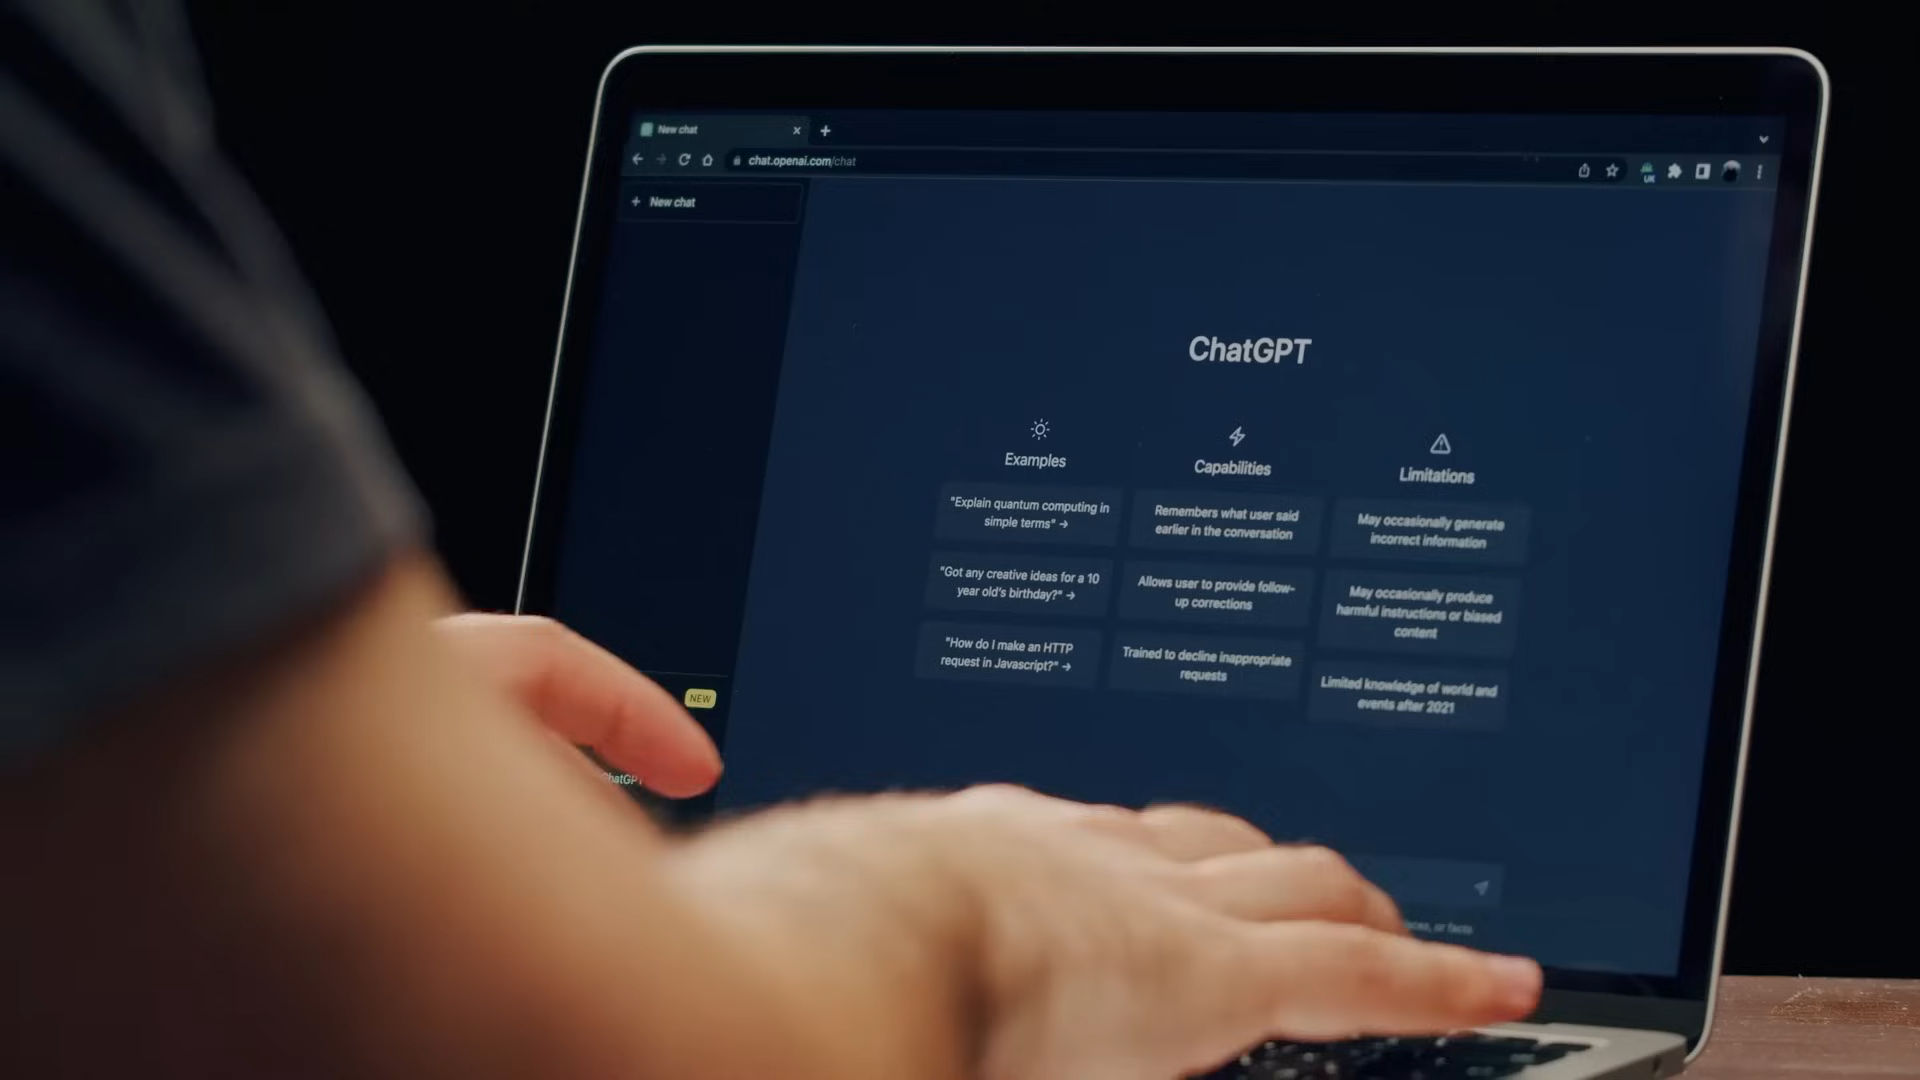 New chat
chat.openai.com/chat
UK
New chat
ChatGPT
Examples
"Explain quantum computing in
simple terms" →
"Got any creative ideas for a 10
year old's birthday?" →
"How do I make an HTTP
request in Javascript?" →
Capabilities
Remembers what user said
earlier in the conversation
Allows user to provide follow-
up corrections
Trained to decline inappropriate
requests
Limitations
May occasionally generate
incorrect information
May occasionally produce
harmful instructions or biased
content
Limited knowledge of world and
events after 2021
NEW
ChatGPT
or facts